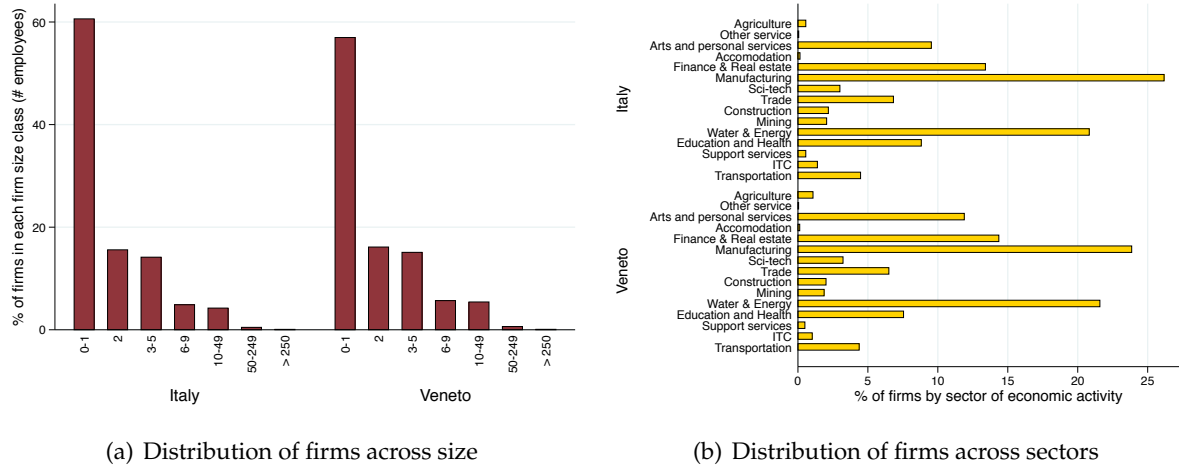 % of firms in each firm size class (# employees)
60
40
20
0
0-1
2
3-5
6-9
10-49
50-249
> 250
0-1
2
3-5
6-9
10-49
50-249
> 250
Italy
Veneto
(a) Distribution of firms across size
Italy
Agriculture
Other service
Arts and personal services
Accomodation
Finance & Real estate
Manufacturing
Sci-tech
Trade
Construction
Mining
Water & Energy
Education and Health
Support services
ITC
Transportation
Veneto
Agriculture
Other service
Arts and personal services
Accomodation
Finance & Real estate
Manufacturing
Sci-tech
Trade
Construction
Mining
Water & Energy
Education and Health
Support services
ITC
Transportation
0
5
10
15
20
25
% of firms by sector of economic activity
(b) Distribution of firms across sectors